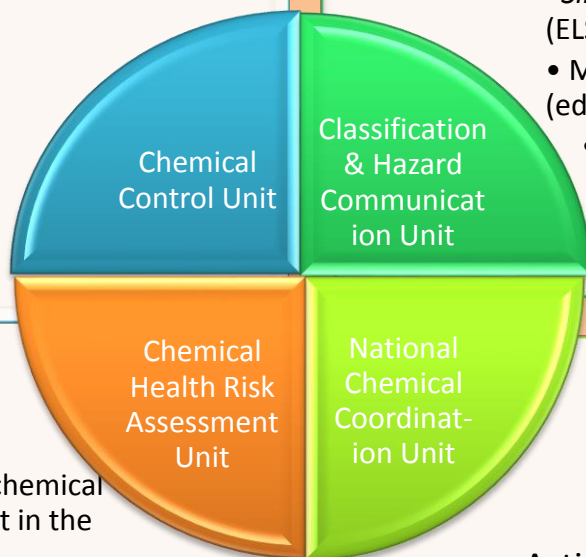 (EL
• M
(ed
•
Chemical
Control Unit
Classification
& Hazard
Communicat
ion Unit
Chemical
Health Risk
Assessment
Unit
National
Chemical
Coordinat-
ion Unit
chemical
t in the